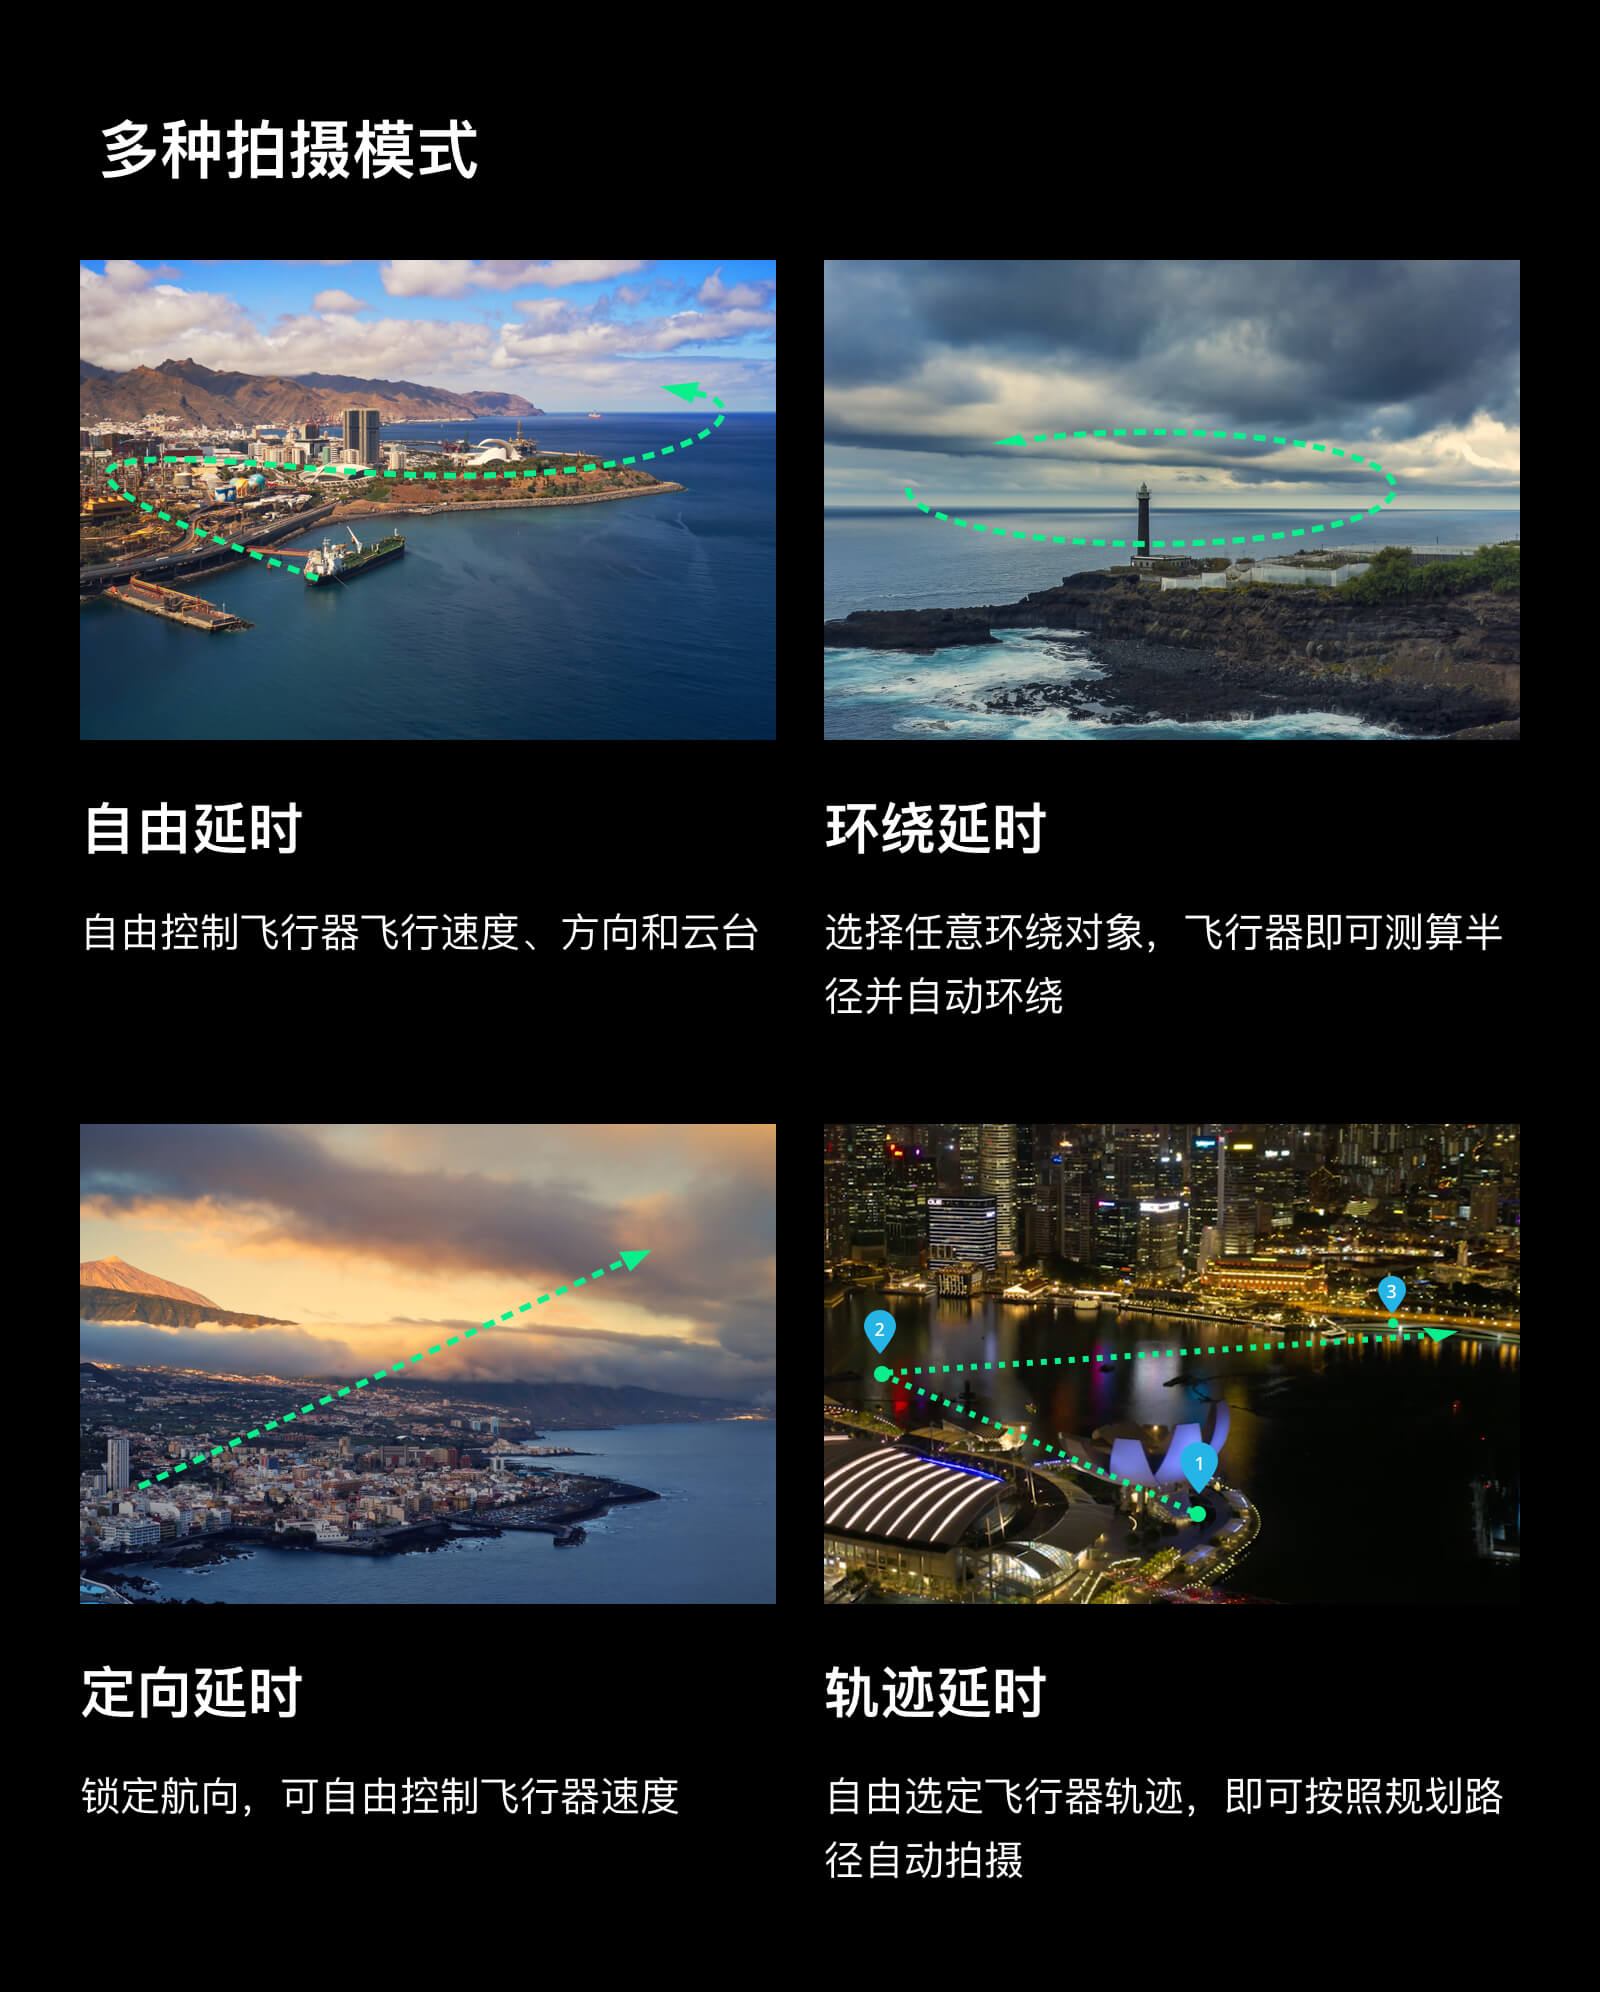 多种拍摄模式
自由延时
自由控制飞行器飞行速度、方向和云台
环绕延时
选择任意环绕对象，飞行器即可测算半
径并自动环绕
OUE
2
3
1
定向延时
锁定航向，可自由控制飞行器速度
轨迹延时
自由选定飞行器轨迹，即可按照规划路
径自动拍摄